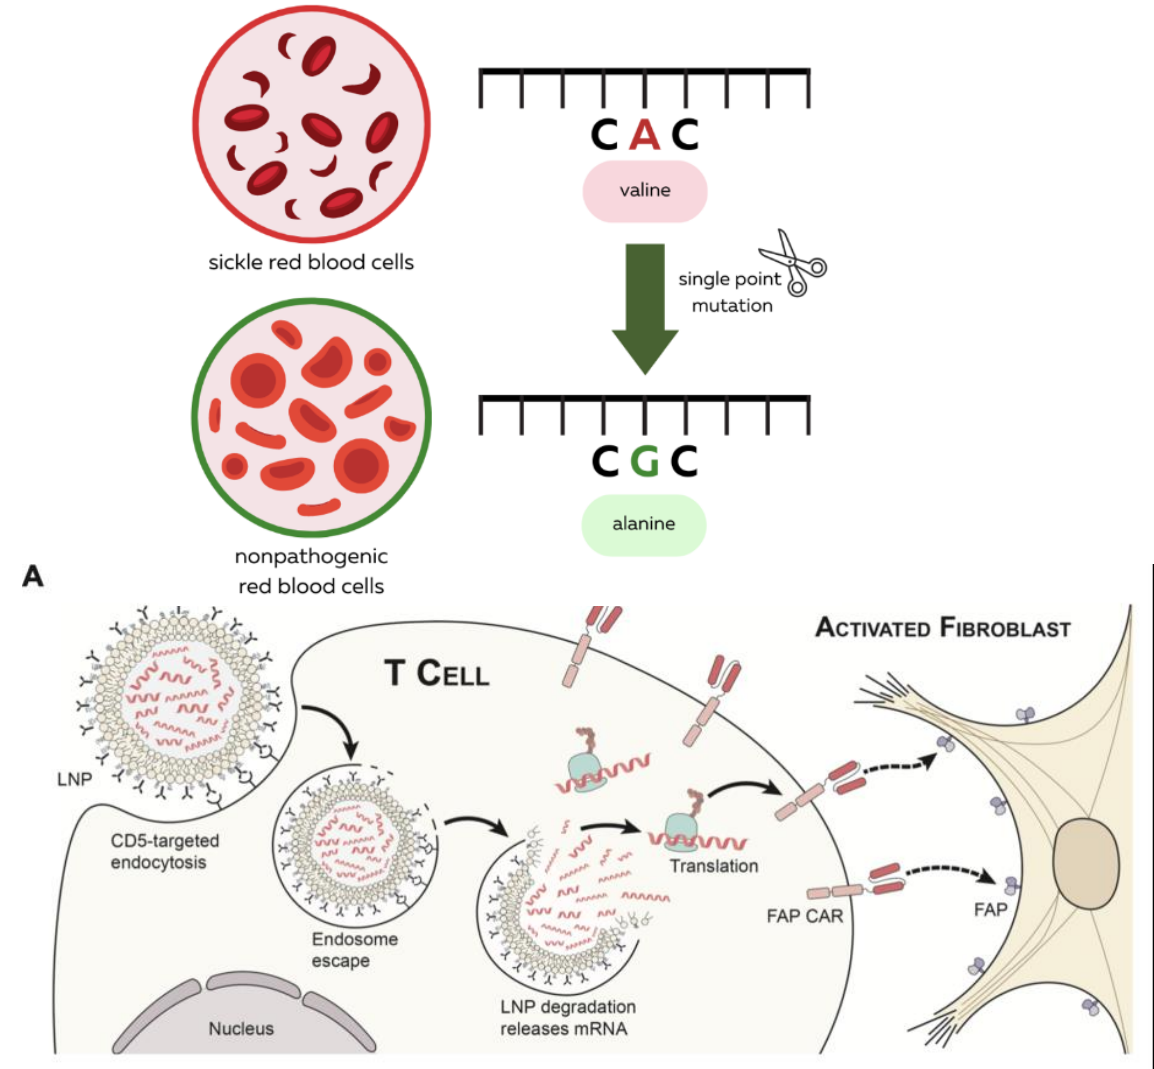 C A C
valine
sickle red blood cells
single point
mutation
C G C
alanine
nonpathogenic
red blood cells
A
ACTIVATED FIBROBLAST
T CELL
LNP
CD5-targeted
endocytosis
Translation
Endosome
escape
FAP CAR
FAP
LNP degradation
releases mRNA
Nucleus